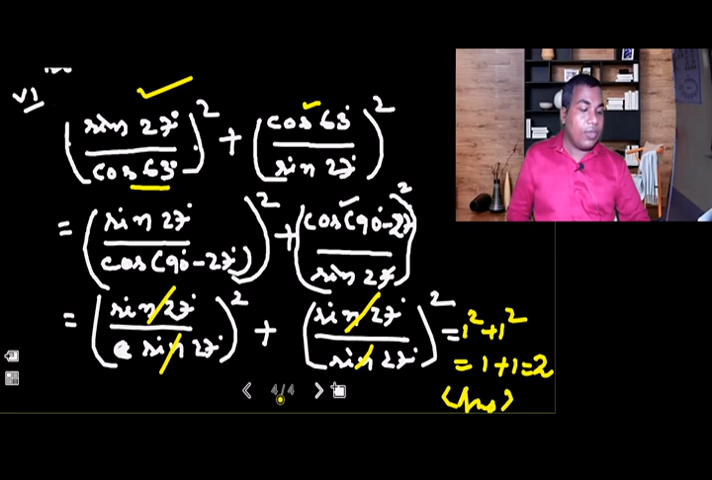 v1
(sin 27° / cos 63°)² + (cos 63° / sin 27°)²
= (sin 27° / cos(90°-27°))² + (cos(90°-27°) / sin 27°)²
= (sin 27° / sin 27°)² + (sin 27° / sin 27°)² = 1² + 1²
= 1 + 1 = 2
(Ans)
4/4